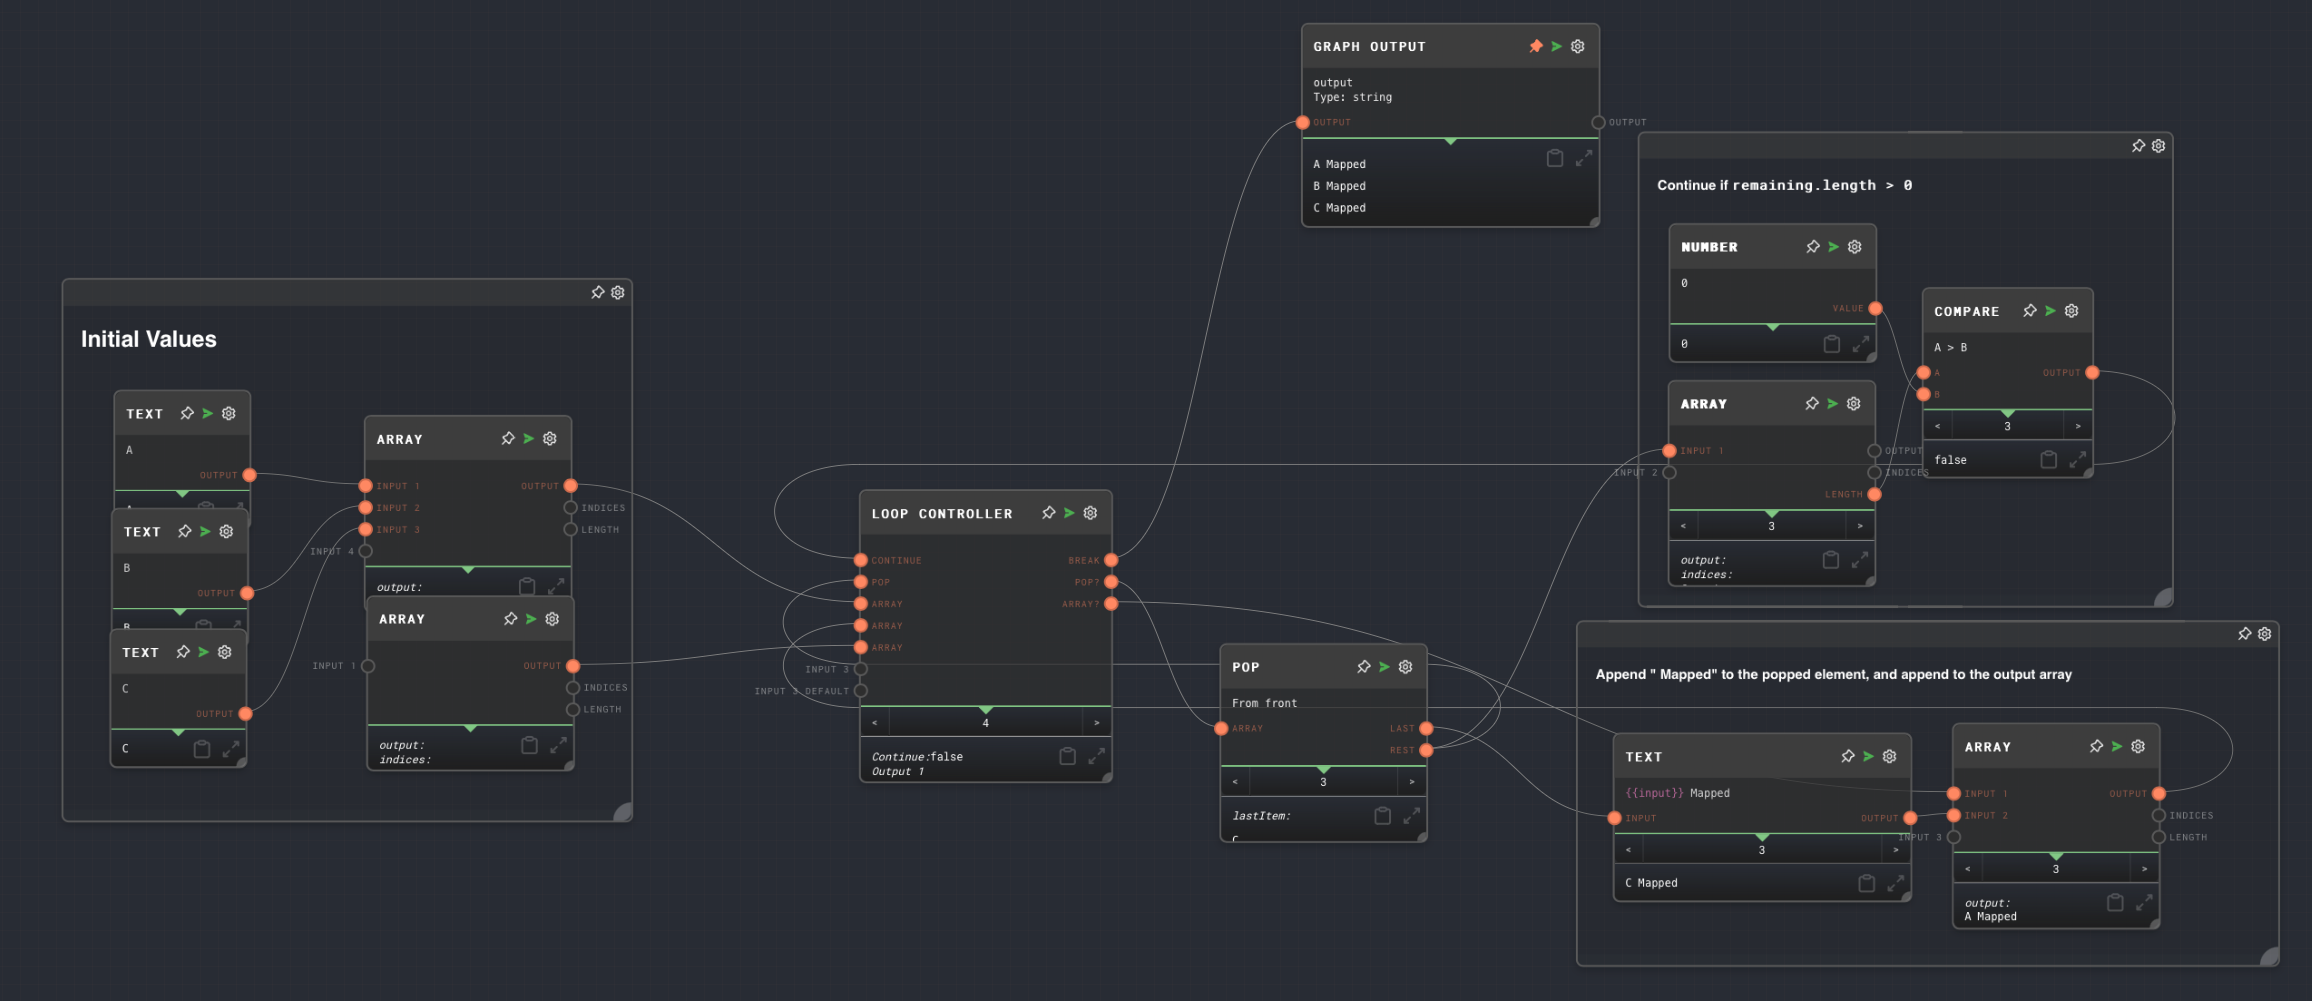 GRAPH OUTPUT
output
Type: string
OUTPUT
OUTPUT
A Mapped
B Mapped
C Mapped
Initial Values
TEXT
A
OUTPUT
TEXT
B
OUTPUT
B
TEXT
C
OUTPUT
C
ARRAY
INPUT 1
OUTPUT
INPUT 2
INDICES
INPUT 3
LENGTH
INPUT 4
output:
ARRAY
INPUT 1
OUTPUT
INDICES
LENGTH
output:
indices:
LOOP CONTROLLER
CONTINUE
BREAK
POP
POP?
ARRAY
ARRAY?
ARRAY
ARRAY
INPUT 3
INPUT 3 DEFAULT
< 4 >
Continue:false
Output 1
POP
From front
ARRAY
LAST
REST
< 3 >
lastItem:
C
Continue if remaining.length > 0
NUMBER
0
VALUE
0
ARRAY
INPUT 1
OUTPUT
INPUT 2
INDICES
LENGTH
< 3 >
output:
indices:
COMPARE
A > B
A
OUTPUT
B
< 3 >
false
Append " Mapped" to the popped element, and append to the output array
TEXT
{{input}} Mapped
INPUT
OUTPUT
< 3 >
C Mapped
ARRAY
INPUT 1
OUTPUT
INPUT 2
INDICES
INPUT 3
LENGTH
< 3 >
output:
A Mapped